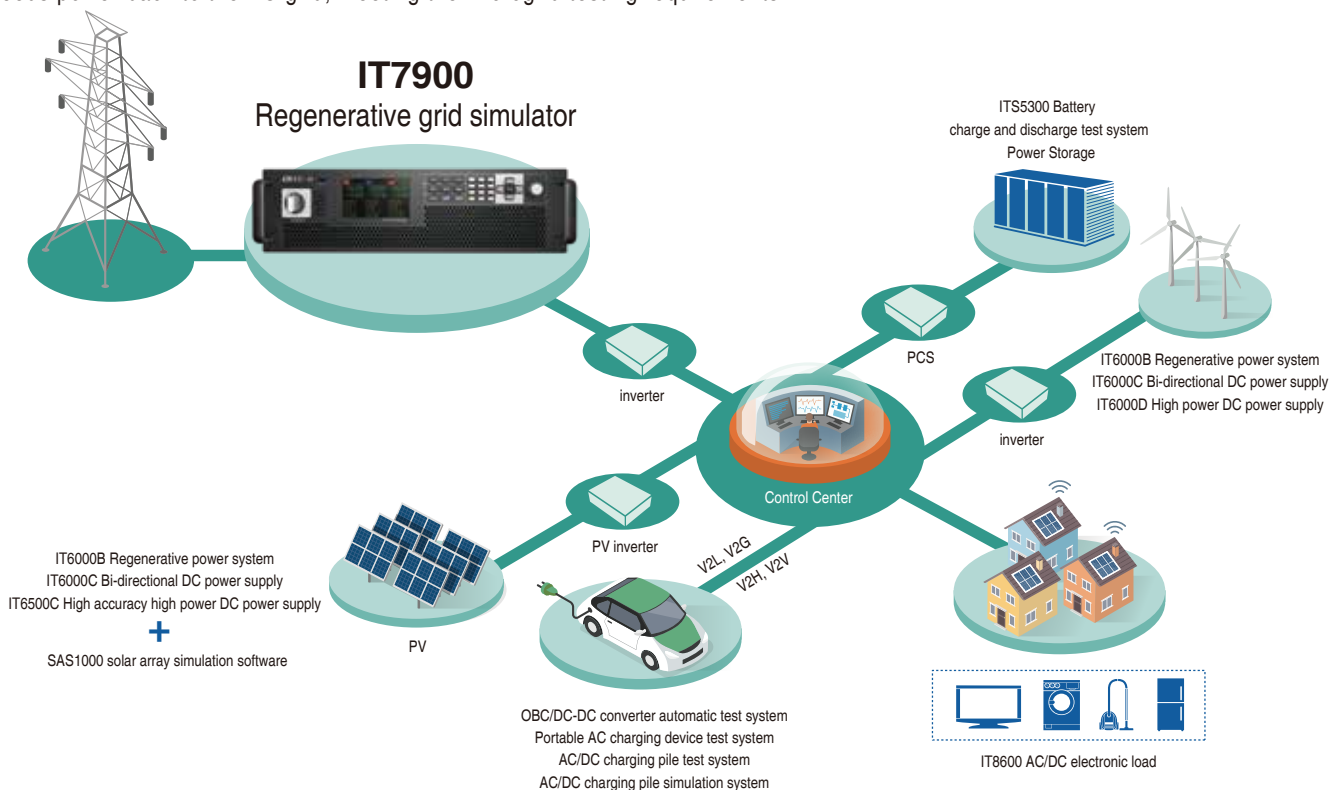 IT7900
Regenerative grid simulator
ITS5300 Battery
charge and discharge test system
Power Storage
PCS
IT6000B Regenerative power system
IT6000C Bi-directional DC power supply
IT6000D High power DC power supply
inverter
inverter
Control Center
PV inverter
V2L, V2G
V2H, V2V
IT6000B Regenerative power system
IT6000C Bi-directional DC power supply
IT6500C High accuracy high power DC power supply
+
SAS1000 solar array simulation software
PV
OBC/DC-DC converter automatic test system
Portable AC charging device test system
AC/DC charging pile test system
AC/DC charging pile simulation system
IT8600 AC/DC electronic load